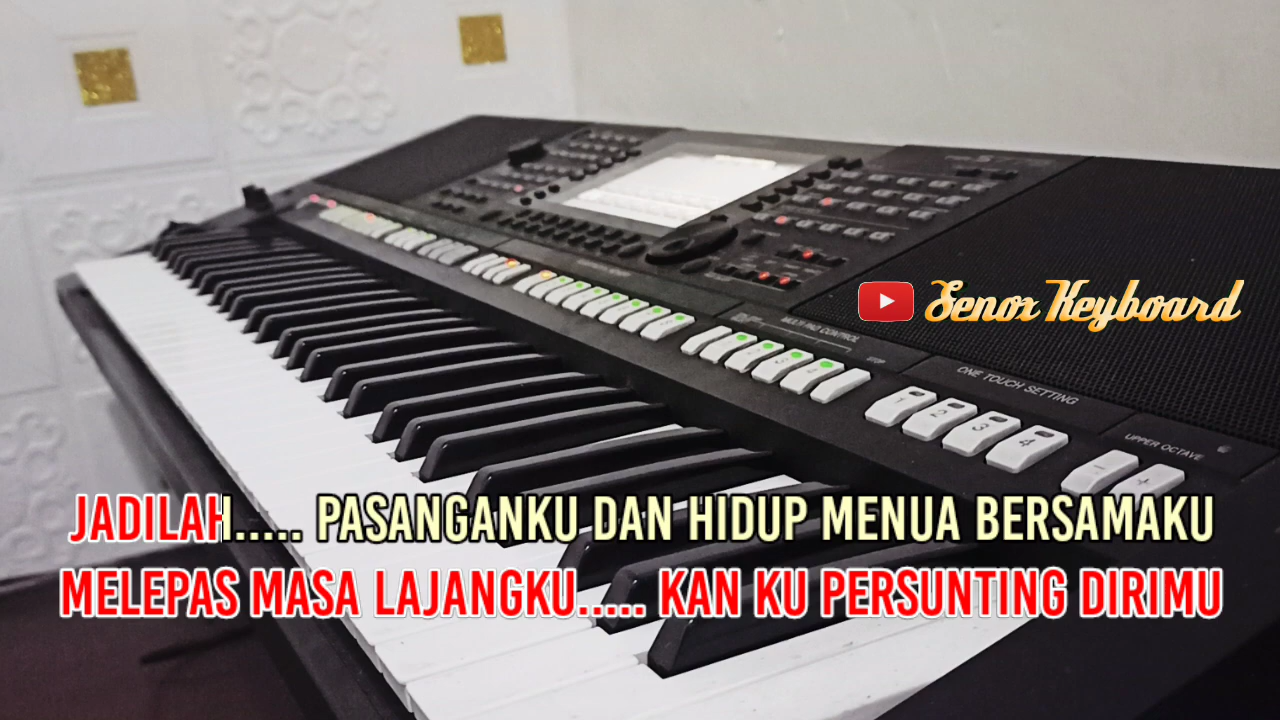 Senor Keyboard
MULTI PAD CONTROL
STOP
ONE TOUCH SETTING
1 2 3 4
UPPER OCTAVE
- +
JADILAH..... PASANGANKU DAN HIDUP MENUA BERSAMAKU
MELEPAS MASA LAJANGKU..... KAN KU PERSUNTING DIRIMU